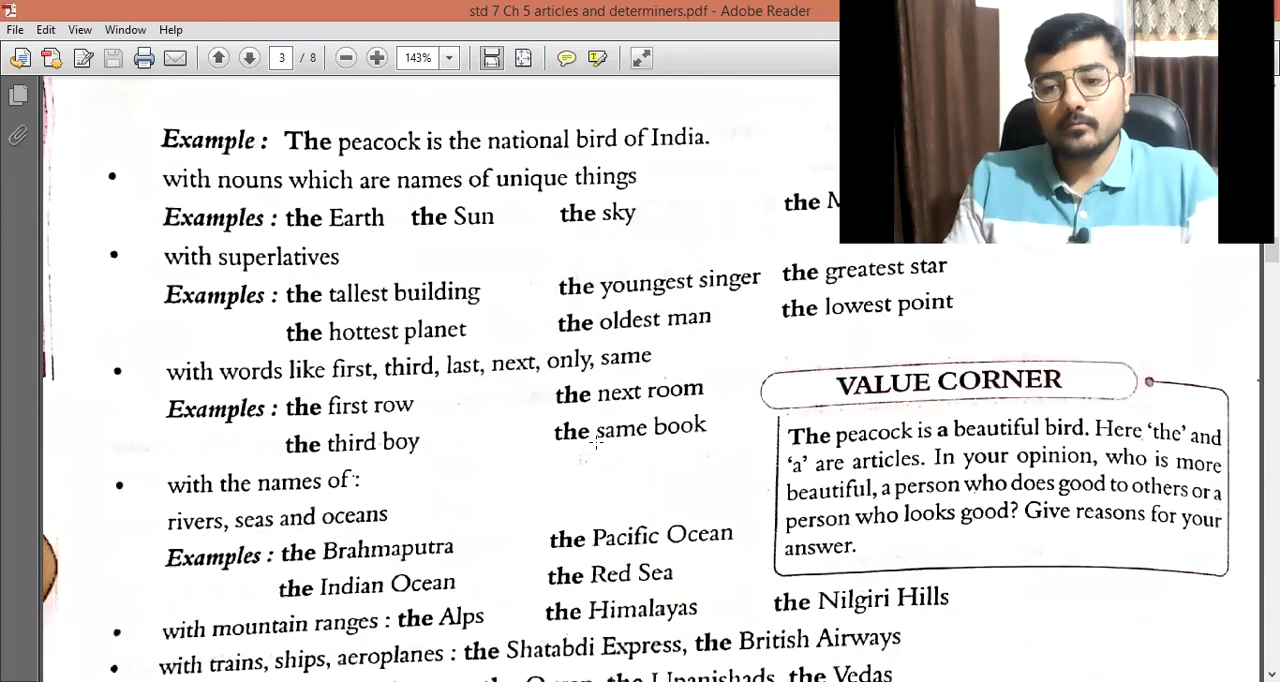 std 7 Ch 5 articles and determiners.pdf - Adobe Reader
File Edit View Window Help
3 / 8 143%
Example : The peacock is the national bird of India.
• with nouns which are names of unique things
Examples : the Earth the Sun the sky the
• with superlatives
Examples : the tallest building the youngest singer the greatest star
the hottest planet the oldest man the lowest point
• with words like first, third, last, next, only, same
Examples : the first row the next room
the third boy the same book
• with the names of :
rivers, seas and oceans
Examples : the Brahmaputra the Pacific Ocean
the Indian Ocean the Red Sea
• with mountain ranges : the Alps the Himalayas the Nilgiri Hills
• with trains, ships, aeroplanes : the Shatabdi Express, the British Airways
the Vedas
VALUE CORNER
The peacock is a beautiful bird. Here 'the' and
'a' are articles. In your opinion, who is more
beautiful, a person who does good to others or a
person who looks good? Give reasons for your
answer.